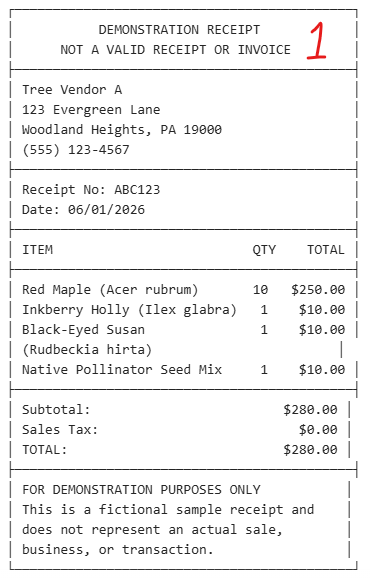 DEMONSTRATION RECEIPT
NOT A VALID RECEIPT OR INVOICE 1
Tree Vendor A
123 Evergreen Lane
Woodland Heights, PA 19000
(555) 123-4567
Receipt No: ABC123
Date: 06/01/2026
ITEM QTY TOTAL
Red Maple (Acer rubrum) 10 $250.00
Inkberry Holly (Ilex glabra) 1 $10.00
Black-Eyed Susan 1 $10.00
(Rudbeckia hirta)
Native Pollinator Seed Mix 1 $10.00
Subtotal: $280.00
Sales Tax: $0.00
TOTAL: $280.00
FOR DEMONSTRATION PURPOSES ONLY
This is a fictional sample receipt and
does not represent an actual sale,
business, or transaction.